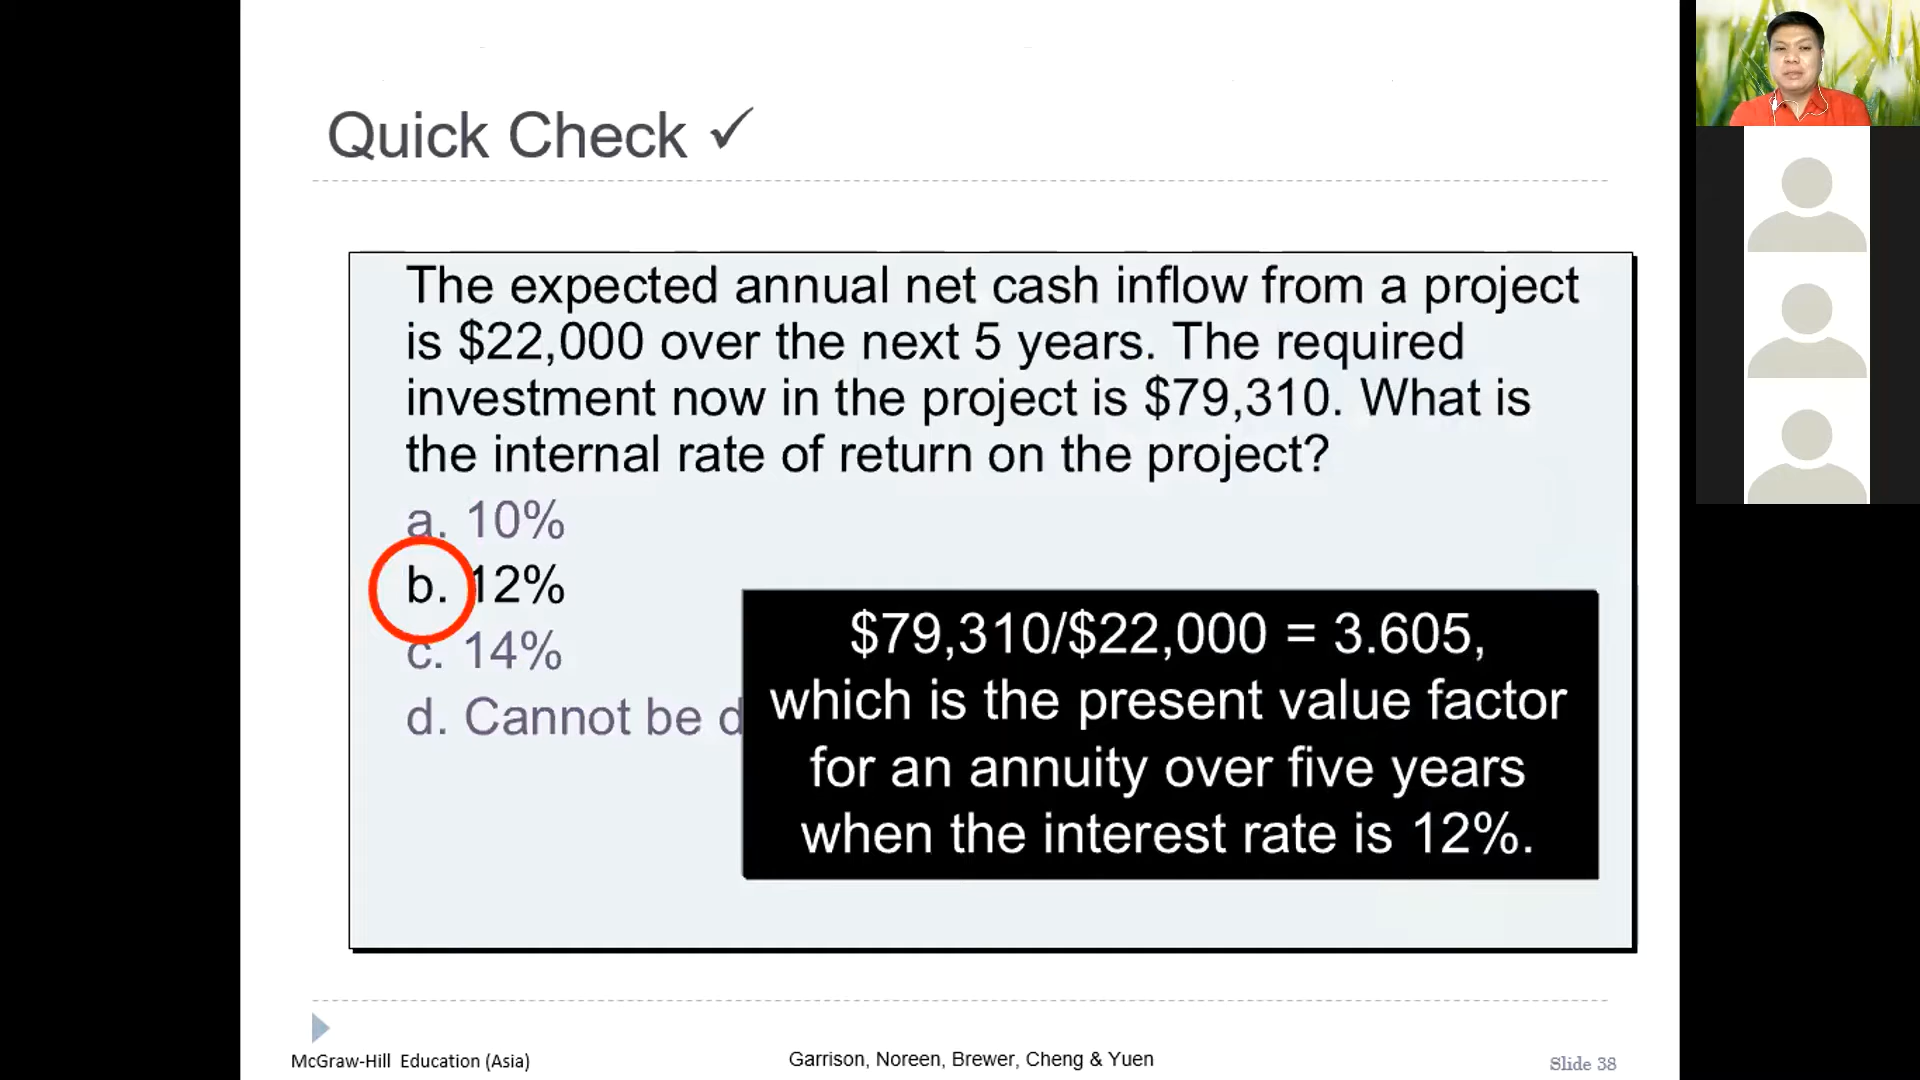 Quick Check ✓
The expected annual net cash inflow from a project
is $22,000 over the next 5 years. The required
investment now in the project is $79,310. What is
the internal rate of return on the project?
a. 10%
b. 12%
c. 14%
d. Cannot be d
$79,310/$22,000 = 3.605,
which is the present value factor
for an annuity over five years
when the interest rate is 12%.
McGraw-Hill Education (Asia)
Garrison, Noreen, Brewer, Cheng & Yuen
Slide 38